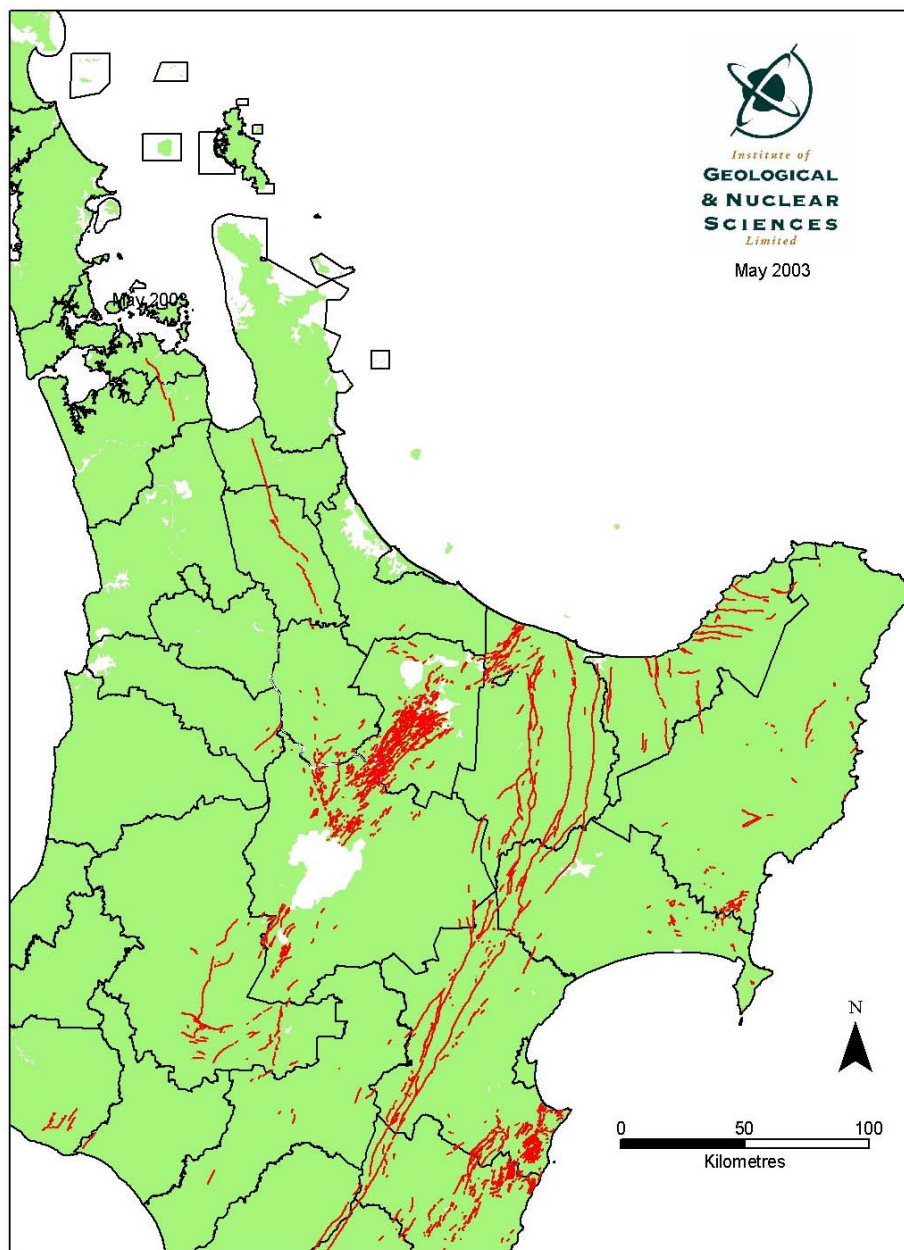 Institute of
GEOLOGICAL
& NUCLEAR
SCIENCES
Limited
May 2003
May 2003
N
0 50 100
Kilometres